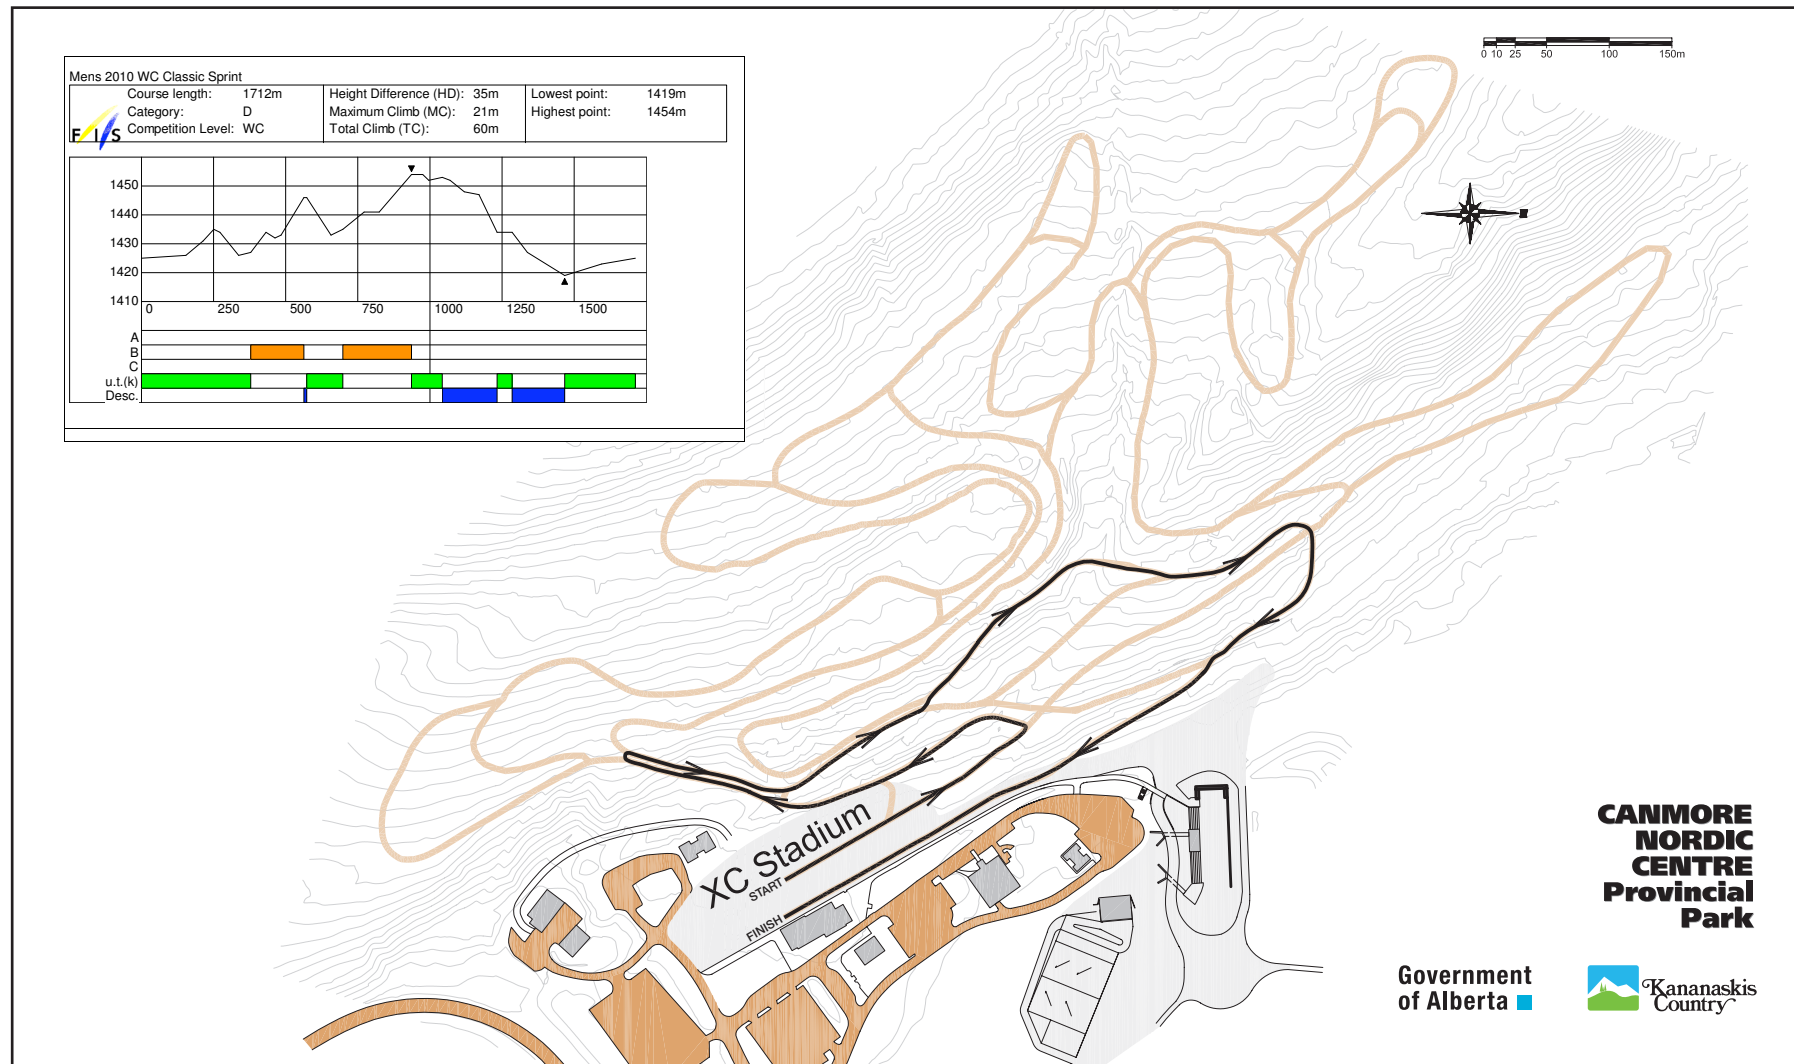 Mens 2010 WC Classic Sprint
Course length: 1712m
Category: D
Competition Level: WC
Height Difference (HD): 35m
Maximum Climb (MC): 21m
Total Climb (TC): 60m
Lowest point: 1419m
Highest point: 1454m
FIS
1450
1440
1430
1420
1410
0 250 500 750 1000 1250 1500
A
B
C
u.t.(k)
Desc.
0 10 25 50 100 150m
XC Stadium
START
FINISH
CANMORE
NORDIC
CENTRE
Provincial
Park
Government
of Alberta
Kananaskis
Country